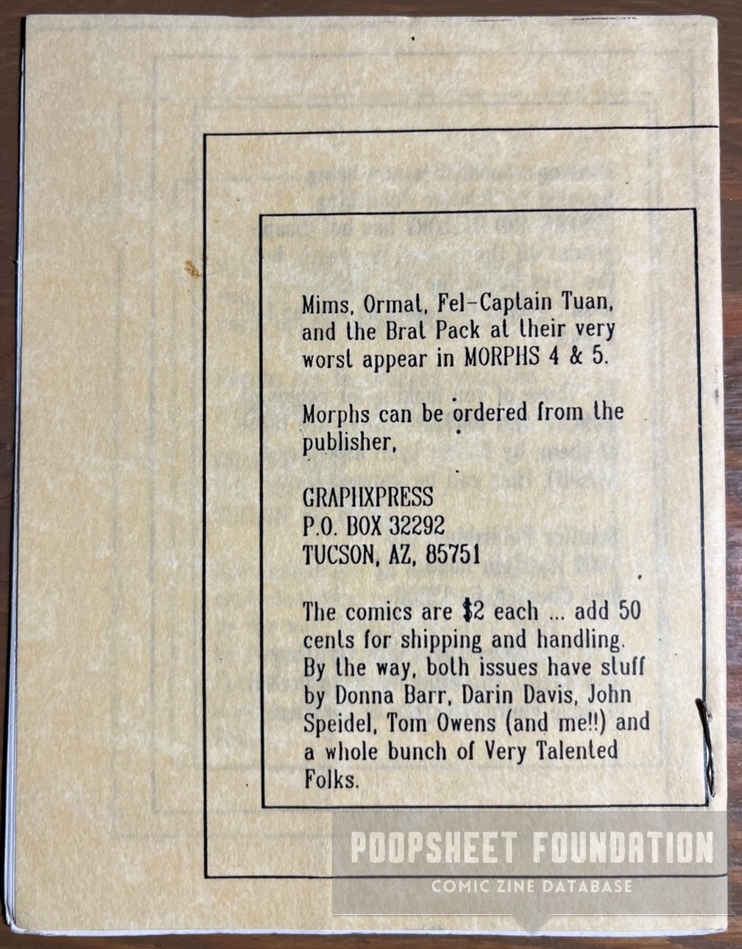 Mims, Ormat, Fel-Captain Tuan,
and the Brat Pack at their very
worst appear in MORPHS 4 & 5.
Morphs can be ordered from the
publisher,
GRAPHXPRESS
P.O. BOX 32292
TUCSON, AZ, 85751
The comics are $2 each ... add 50
cents for shipping and handling.
By the way, both issues have stuff
by Donna Barr, Darin Davis, John
Speidel, Tom Owens (and me!!) and
a whole bunch of Very Talented
Folks.
POOPSHEET FOUNDATION
COMIC ZINE DATABASE